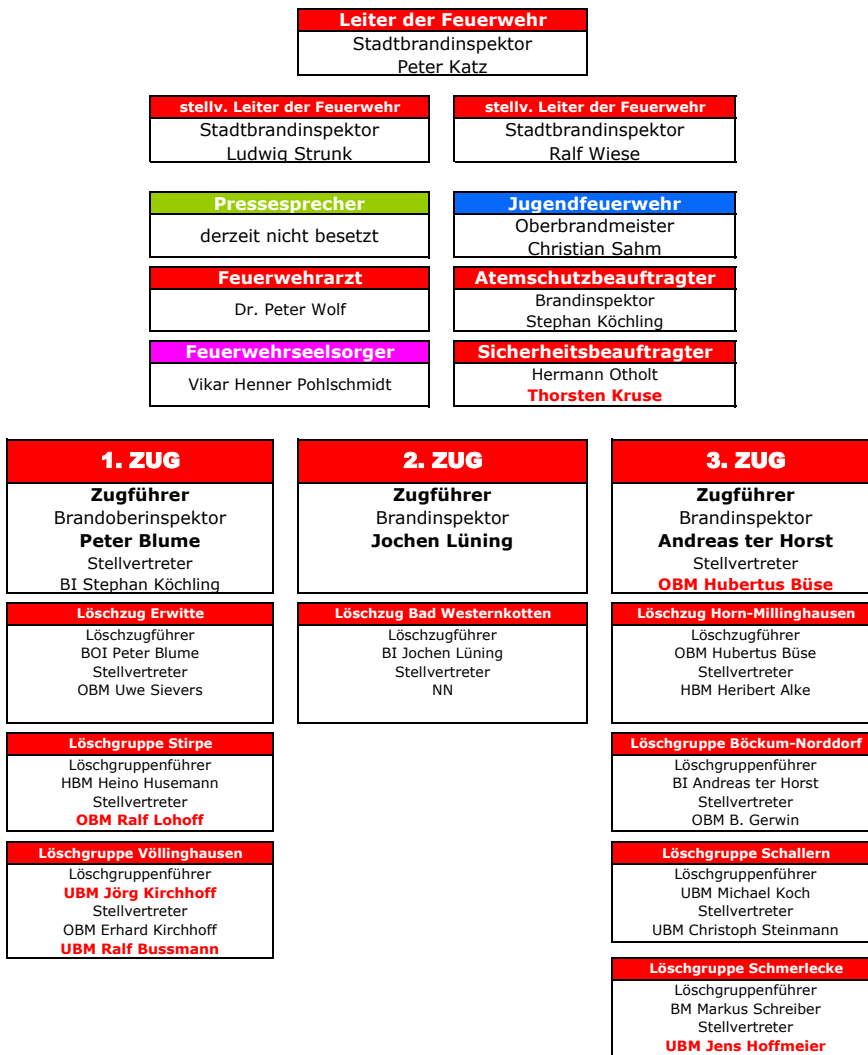 Leiter der Feuerwehr
Stadtbrandinspektor
Peter Katz
stellv. Leiter der Feuerwehr
Stadtbrandinspektor
Ludwig Strunk
stellv. Leiter der Feuerwehr
Stadtbrandinspektor
Ralf Wiese
Pressesprecher
derzeit nicht besetzt
Jugendfeuerwehr
Oberbrandmeister
Christian Sahm
Feuerwehrarzt
Dr. Peter Wolf
Atemschutzbeauftragter
Brandinspektor
Stephan Köchling
Feuerwehrseelsorger
Vikar Henner Pohlschmidt
Sicherheitsbeauftragter
Hermann Otholt
Thorsten Kruse
1. ZUG
Zugführer
Brandoberinspektor
Peter Blume
Stellvertreter
BI Stephan Köchling
Löschzug Erwitte
Löschzugführer
BOI Peter Blume
Stellvertreter
OBM Uwe Sievers
Löschgruppe Stirpe
Löschgruppenführer
HBM Heino Husemann
Stellvertreter
OBM Ralf Lohoff
Löschgruppe Völlinghausen
Löschgruppenführer
UBM Jörg Kirchhoff
Stellvertreter
OBM Erhard Kirchhoff
UBM Ralf Bussmann
2. ZUG
Zugführer
Brandinspektor
Jochen Lüning
Löschzug Bad Westernkotten
Löschzugführer
BI Jochen Lüning
Stellvertreter
NN
3. ZUG
Zugführer
Brandinspektor
Andreas ter Horst
Stellvertreter
OBM Hubertus Büse
Löschzug Horn-Millinghausen
Löschzugführer
OBM Hubertus Büse
Stellvertreter
HBM Heribert Alke
Löschgruppe Böckum-Norddorf
Löschgruppenführer
BI Andreas ter Horst
Stellvertreter
OBM B. Gerwin
Löschgruppe Schallern
Löschgruppenführer
UBM Michael Koch
Stellvertreter
UBM Christoph Steinmann
Löschgruppe Schmerlecke
Löschgruppenführer
BM Markus Schreiber
Stellvertreter
UBM Jens Hoffmeier